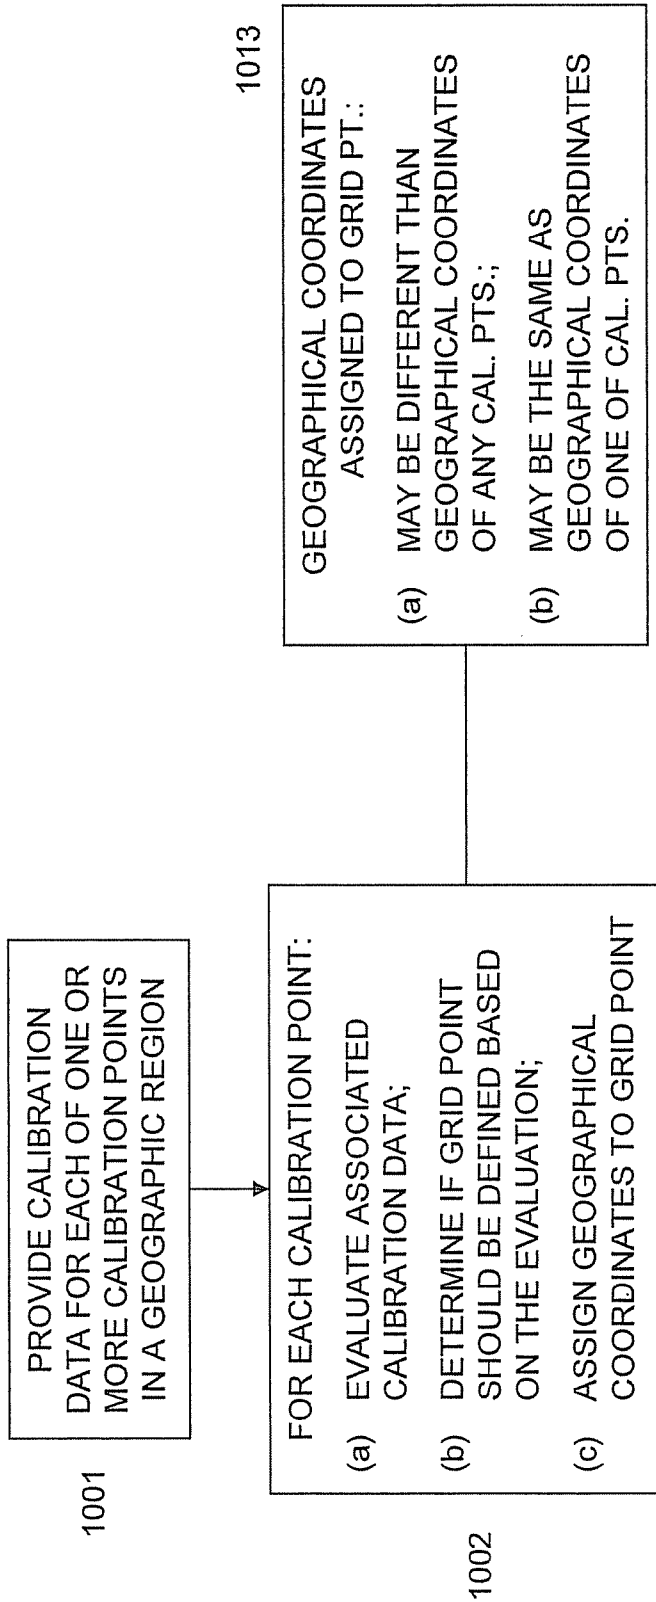 1001
PROVIDE CALIBRATION
DATA FOR EACH OF ONE OR
MORE CALIBRATION POINTS
IN A GEOGRAPHIC REGION
1002
FOR EACH CALIBRATION POINT:
(a) EVALUATE ASSOCIATED
CALIBRATION DATA;
(b) DETERMINE IF GRID POINT
SHOULD BE DEFINED BASED
ON THE EVALUATION;
(c) ASSIGN GEOGRAPHICAL
COORDINATES TO GRID POINT
1013
GEOGRAPHICAL COORDINATES
ASSIGNED TO GRID PT.:
(a) MAY BE DIFFERENT THAN
GEOGRAPHICAL COORDINATES
OF ANY CAL. PTS.;
(b) MAY BE THE SAME AS
GEOGRAPHICAL COORDINATES
OF ONE OF CAL. PTS.